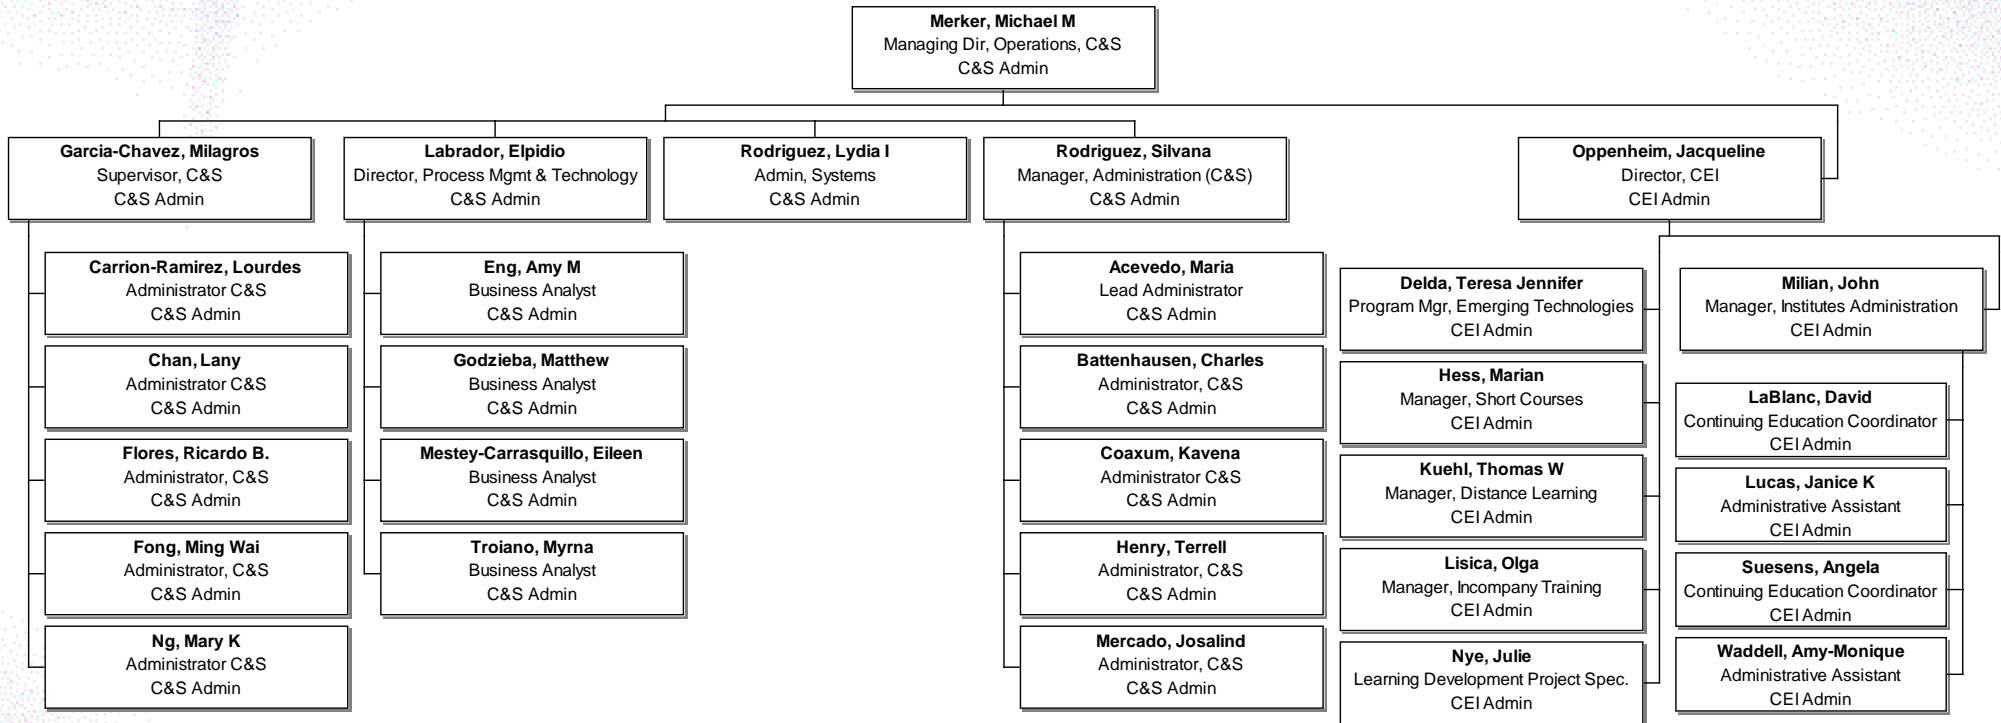 Merker, Michael M
Managing Dir, Operations, C&S
C&S Admin
Garcia-Chavez, Milagros
Supervisor, C&S
C&S Admin
Labrador, Elpidio
Director, Process Mgmt & Technology
C&S Admin
Rodriguez, Lydia I
Admin, Systems
C&S Admin
Rodriguez, Silvana
Manager, Administration (C&S)
C&S Admin
Oppenheim, Jacqueline
Director, CEI
CEI Admin
Carrion-Ramirez, Lourdes
Administrator C&S
C&S Admin
Chan, Lany
Administrator C&S
C&S Admin
Flores, Ricardo B.
Administrator, C&S
C&S Admin
Fong, Ming Wai
Administrator, C&S
C&S Admin
Ng, Mary K
Administrator C&S
C&S Admin
Eng, Amy M
Business Analyst
C&S Admin
Godzieba, Matthew
Business Analyst
C&S Admin
Mestey-Carrasquillo, Eileen
Business Analyst
C&S Admin
Troiano, Myrna
Business Analyst
C&S Admin
Acevedo, Maria
Lead Administrator
C&S Admin
Battenhausen, Charles
Administrator, C&S
C&S Admin
Coaxum, Kavena
Administrator C&S
C&S Admin
Henry, Terrell
Administrator, C&S
C&S Admin
Mercado, Josalind
Administrator, C&S
C&S Admin
Delda, Teresa Jennifer
Program Mgr, Emerging Technologies
CEI Admin
Hess, Marian
Manager, Short Courses
CEI Admin
Kuehl, Thomas W
Manager, Distance Learning
CEI Admin
Lisica, Olga
Manager, Incompany Training
CEI Admin
Nye, Julie
Learning Development Project Spec.
CEI Admin
Milian, John
Manager, Institutes Administration
CEI Admin
LaBlanc, David
Continuing Education Coordinator
CEI Admin
Lucas, Janice K
Administrative Assistant
CEI Admin
Suesens, Angela
Continuing Education Coordinator
CEI Admin
Waddell, Amy-Monique
Administrative Assistant
CEI Admin